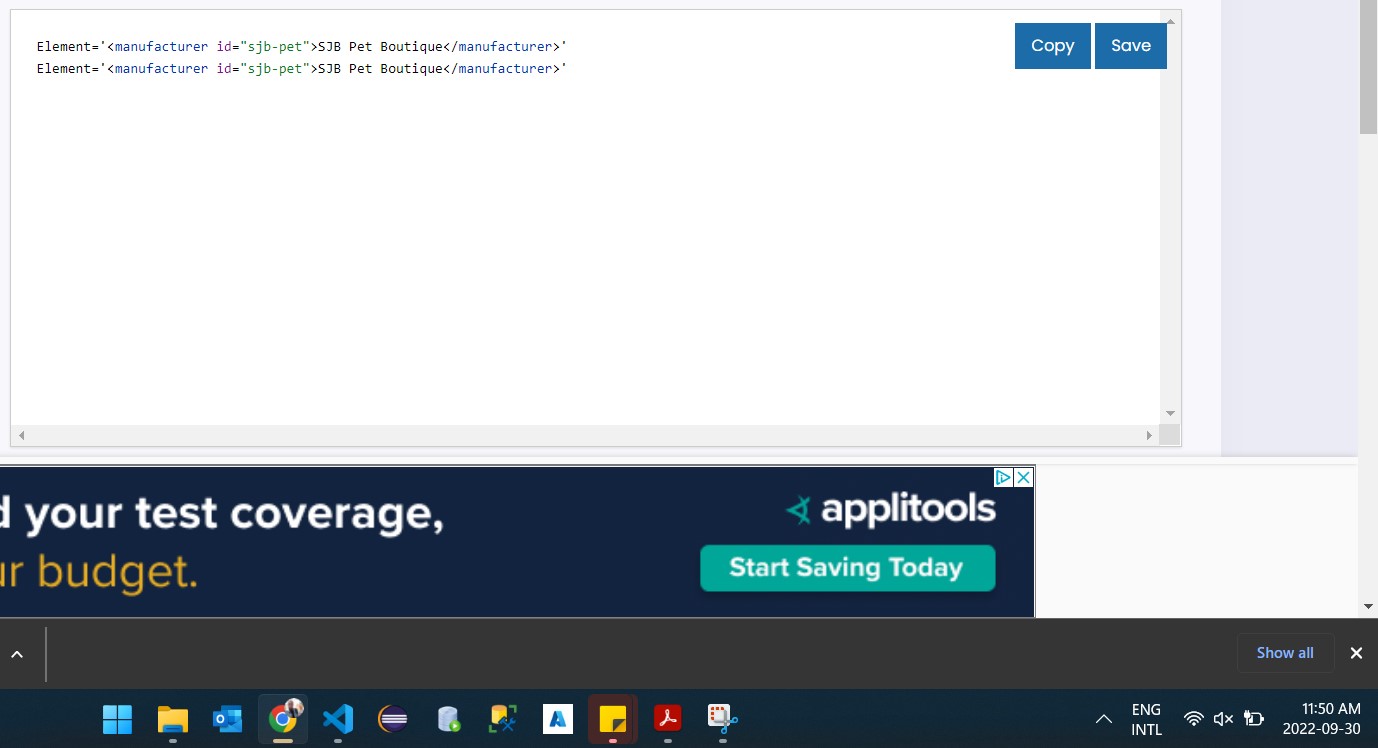 Element='<manufacturer id="sjb-pet">SJB Pet Boutique</manufacturer>'
Element='<manufacturer id="sjb-pet">SJB Pet Boutique</manufacturer>'
Copy
Save
d your test coverage,
ur budget.
applitools
Start Saving Today
Show all
ENG
INTL
11:50 AM
2022-09-30